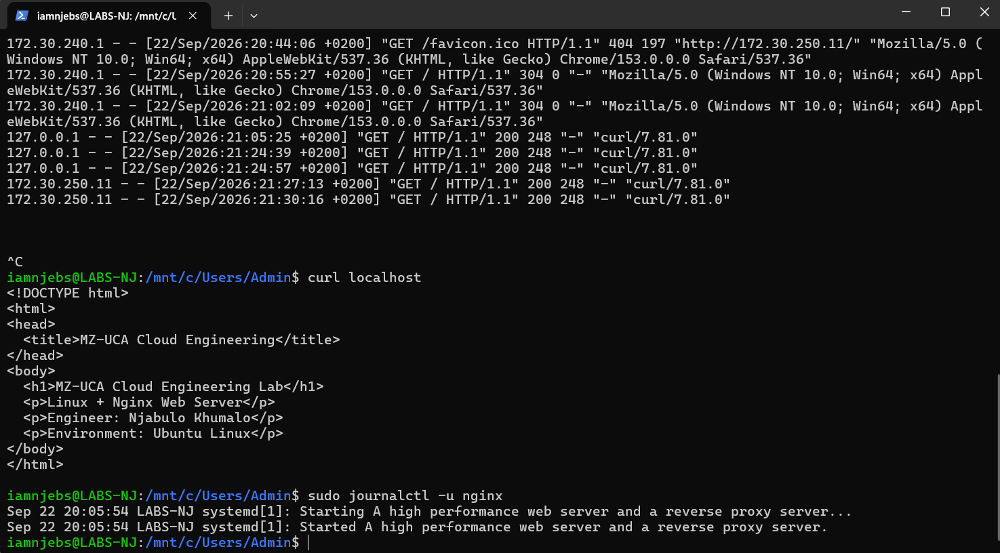 iamnjebs@LABS-NJ: /mnt/c/U
172.30.240.1 - - [22/Sep/2026:20:44:06 +0200] "GET /favicon.ico HTTP/1.1" 404 197 "http://172.30.250.11/" "Mozilla/5.0 (
Windows NT 10.0; Win64; x64) AppleWebKit/537.36 (KHTML, like Gecko) Chrome/153.0.0.0 Safari/537.36"
172.30.240.1 - - [22/Sep/2026:20:55:27 +0200] "GET / HTTP/1.1" 304 0 "-" "Mozilla/5.0 (Windows NT 10.0; Win64; x64) Appl
eWebKit/537.36 (KHTML, like Gecko) Chrome/153.0.0.0 Safari/537.36"
172.30.240.1 - - [22/Sep/2026:21:02:09 +0200] "GET / HTTP/1.1" 304 0 "-" "Mozilla/5.0 (Windows NT 10.0; Win64; x64) Appl
eWebKit/537.36 (KHTML, like Gecko) Chrome/153.0.0.0 Safari/537.36"
127.0.0.1 - - [22/Sep/2026:21:05:25 +0200] "GET / HTTP/1.1" 200 248 "-" "curl/7.81.0"
127.0.0.1 - - [22/Sep/2026:21:24:39 +0200] "GET / HTTP/1.1" 200 248 "-" "curl/7.81.0"
127.0.0.1 - - [22/Sep/2026:21:24:57 +0200] "GET / HTTP/1.1" 200 248 "-" "curl/7.81.0"
172.30.250.11 - - [22/Sep/2026:21:27:13 +0200] "GET / HTTP/1.1" 200 248 "-" "curl/7.81.0"
172.30.250.11 - - [22/Sep/2026:21:30:16 +0200] "GET / HTTP/1.1" 200 248 "-" "curl/7.81.0"
^C
iamnjebs@LABS-NJ:/mnt/c/Users/Admin$ curl localhost
<!DOCTYPE html>
<html>
<head>
  <title>MZ-UCA Cloud Engineering</title>
</head>
<body>
  <h1>MZ-UCA Cloud Engineering Lab</h1>
  <p>Linux + Nginx Web Server</p>
  <p>Engineer: Njabulo Khumalo</p>
  <p>Environment: Ubuntu Linux</p>
</body>
</html>
iamnjebs@LABS-NJ:/mnt/c/Users/Admin$ sudo journalctl -u nginx
Sep 22 20:05:54 LABS-NJ systemd[1]: Starting A high performance web server and a reverse proxy server...
Sep 22 20:05:54 LABS-NJ systemd[1]: Started A high performance web server and a reverse proxy server.
iamnjebs@LABS-NJ:/mnt/c/Users/Admin$